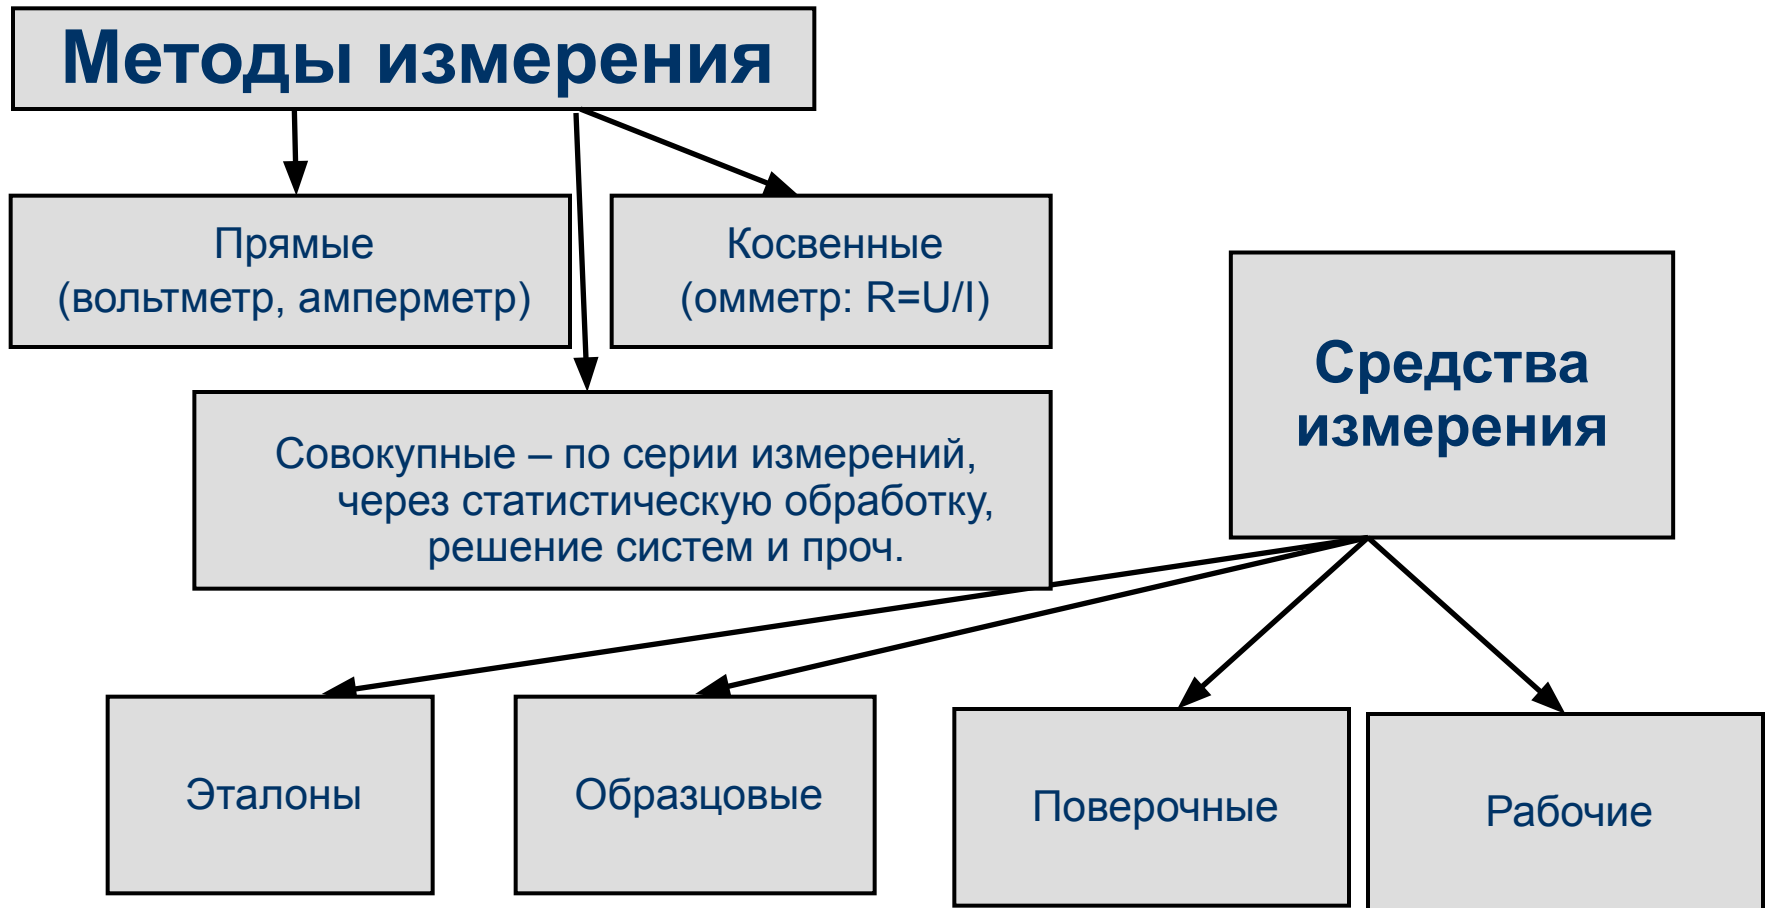 Методы измерения
Прямые
(вольтметр, амперметр)
Косвенные
(омметр: R=U/I)
Совокупные – по серии измерений,
через статистическую обработку,
решение систем и проч.
Средства
измерения
Эталоны
Образцовые
Поверочные
Рабочие